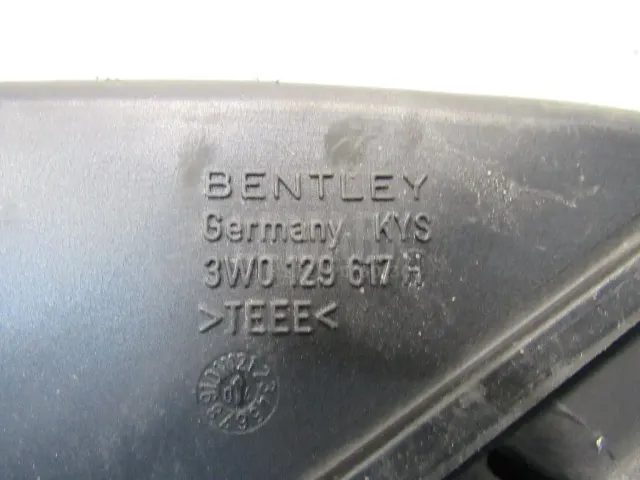 BENTLEY
Germany KYS
3W0 129 617
>TEEE<